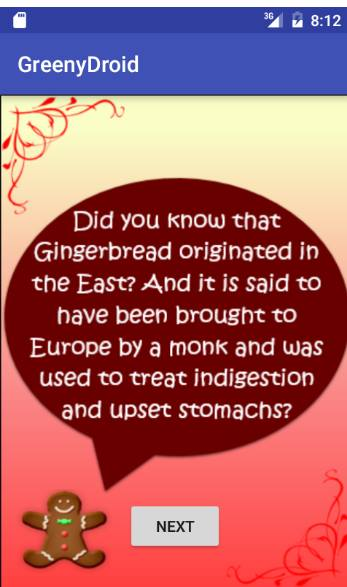 3G 8:12
GreenyDroid
Did you know that
Gingerbread originated in
the East? And it is said to
have been brought to
Europe by a monk and was
used to treat indigestion
and upset stomachs?
NEXT